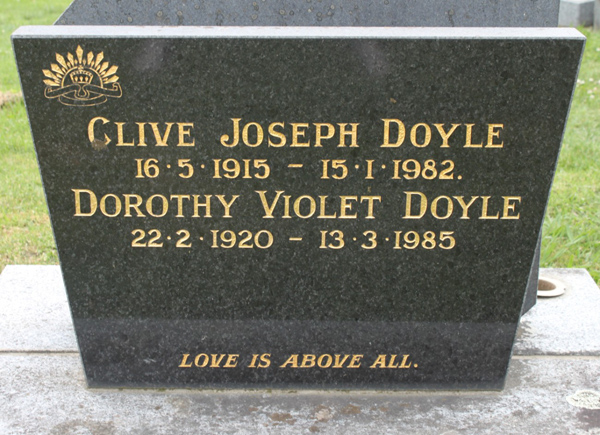 CLIVE JOSEPH DOYLE
16·5·1915 – 15·1·1982.
DOROTHY VIOLET DOYLE
22·2·1920 – 13·3·1985
LOVE IS ABOVE ALL.